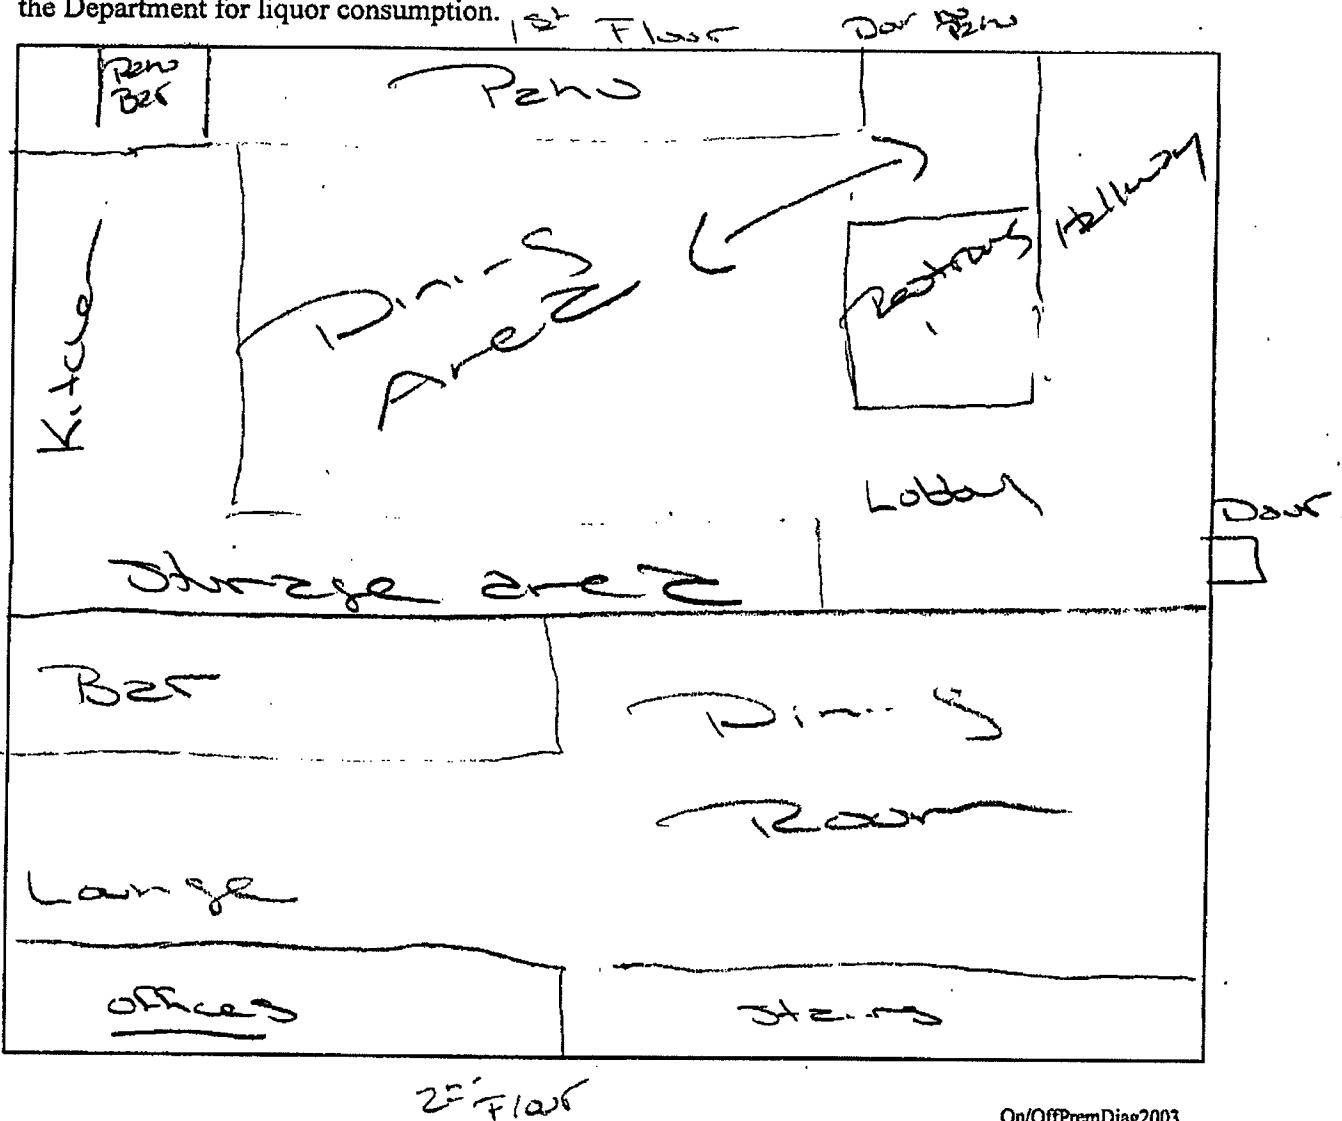 the Department for liquor consumption.
1st Floor
Door to Patio
Patio Bar
Patio
Kitchen
Dining
Area
Restrooms
Hallway
Lobby
Door
Storage area
Bar
Dining
Room
Lounge
offices
Stairs
2nd Floor
On/OffPremDiag2003